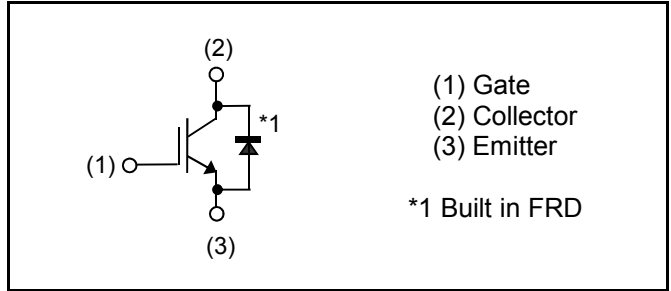 (2)
*1
(1)
(3)
(1) Gate
(2) Collector
(3) Emitter
*1 Built in FRD